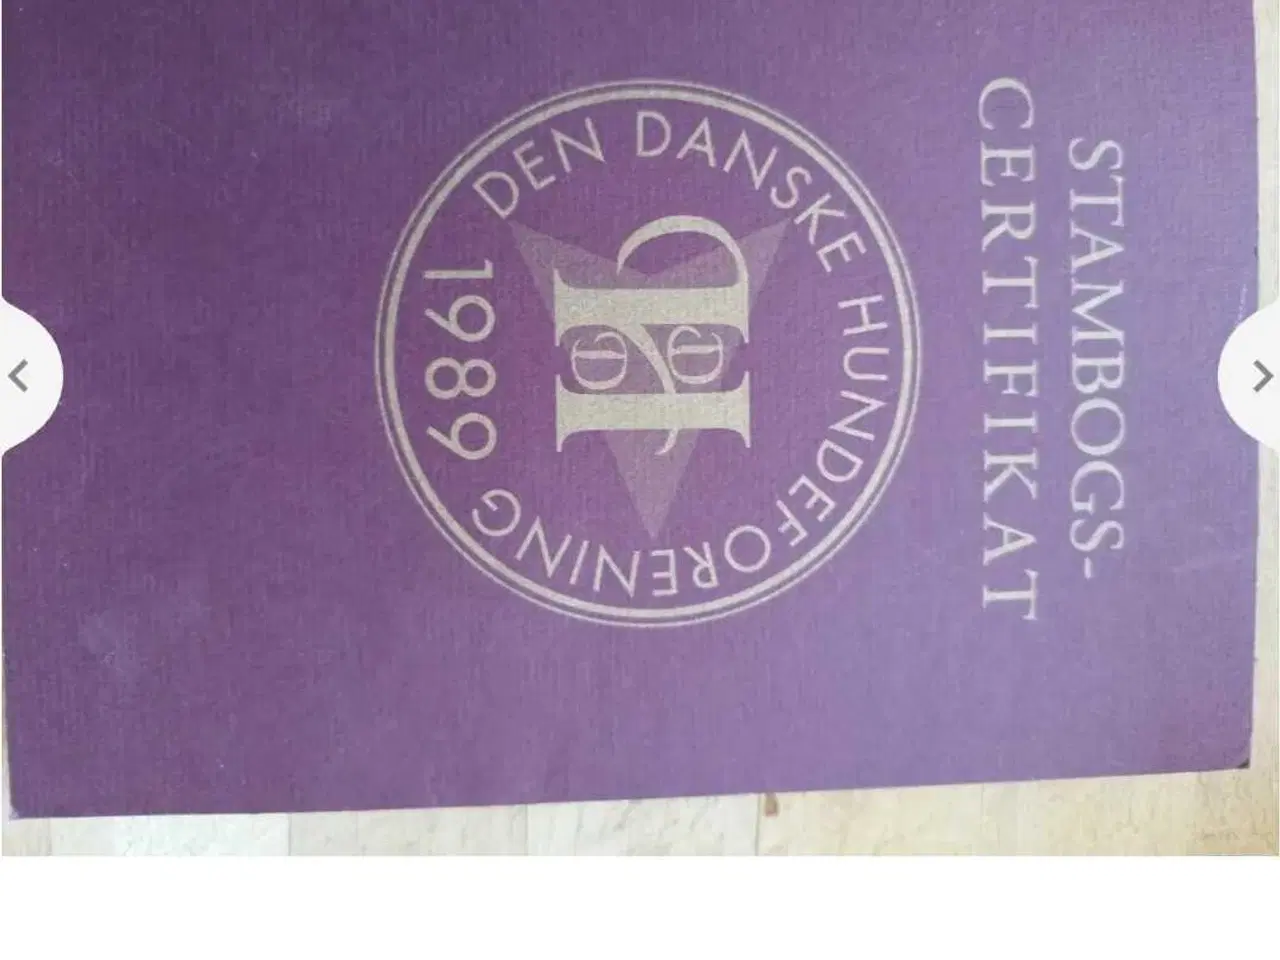 STAMBOGS-
CERTIFIKAT
DEN DANSKE HUNDEFORENING
1989